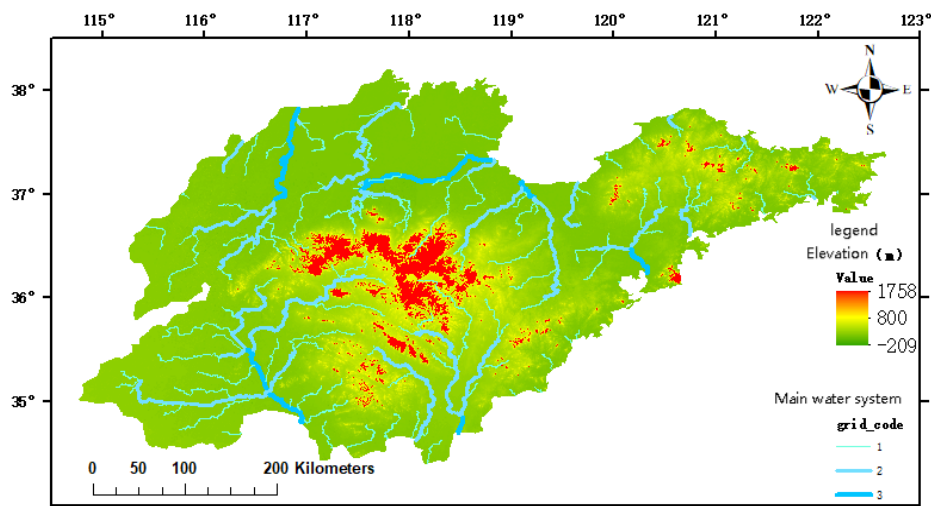 115° 116° 117° 118° 119° 120° 121° 122° 123°
N
W E
S
38°
37°
36°
35°
legend
Elevation (m)
Value
1758
800
-209
Main water system
grid_code
1
2
3
0 50 100 200 Kilometers